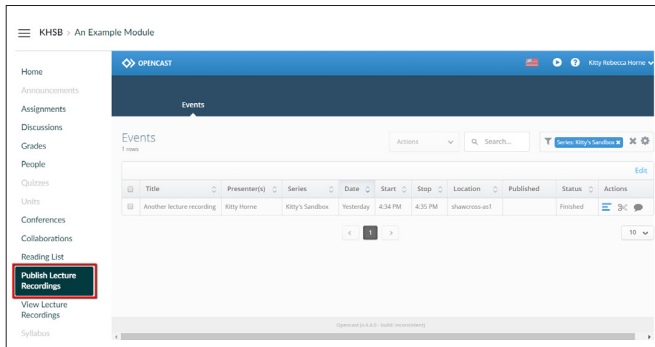 KHSB > An Example Module
Home
Announcements
Assignments
Discussions
Grades
People
Quizzes
Units
Conferences
Collaborations
Reading List
Publish Lecture
Recordings
View Lecture
Recordings
Syllabus
OPENCAST
Kitty Rebecca Horne
Events
Events
1 rows
Actions
Search...
Series: Kitty's Sandbox x
Edit
Title Presenter(s) Series Date Start Stop Location Published Status Actions
Another lecture recording Kitty Horne Kitty's Sandbox Yesterday 4:34 PM 4:35 PM shawcross-as1 Finished
< 1 >
10